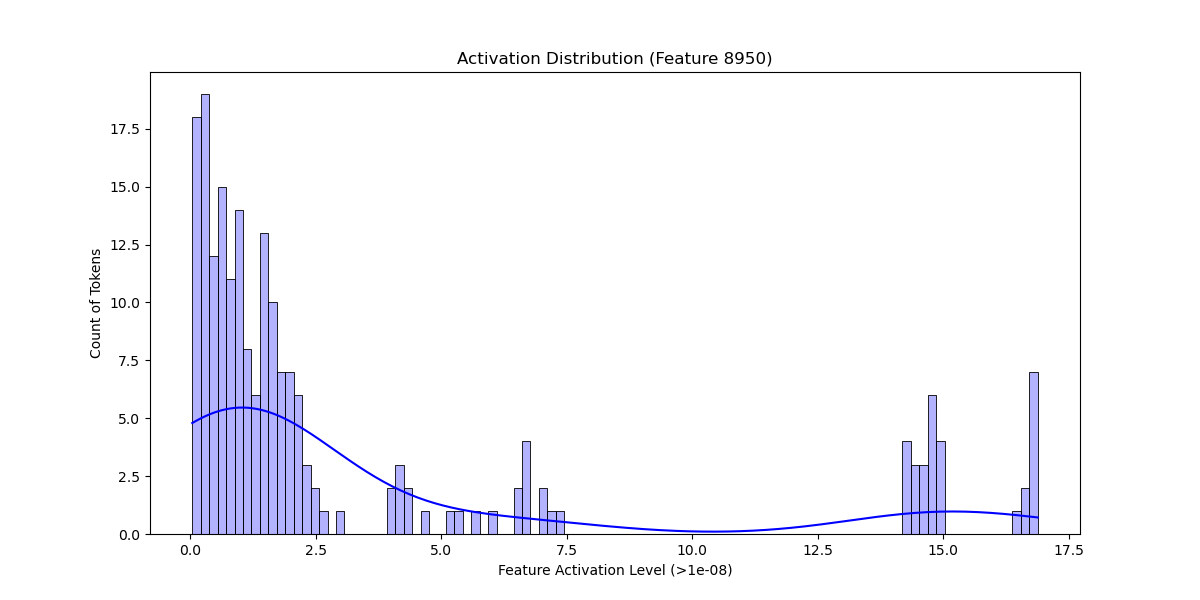 Activation Distribution (Feature 8950)
Count of Tokens
17.5
15.0
12.5
10.0
7.5
5.0
2.5
0.0
0.0 2.5 5.0 7.5 10.0 12.5 15.0 17.5
Feature Activation Level (>1e-08)